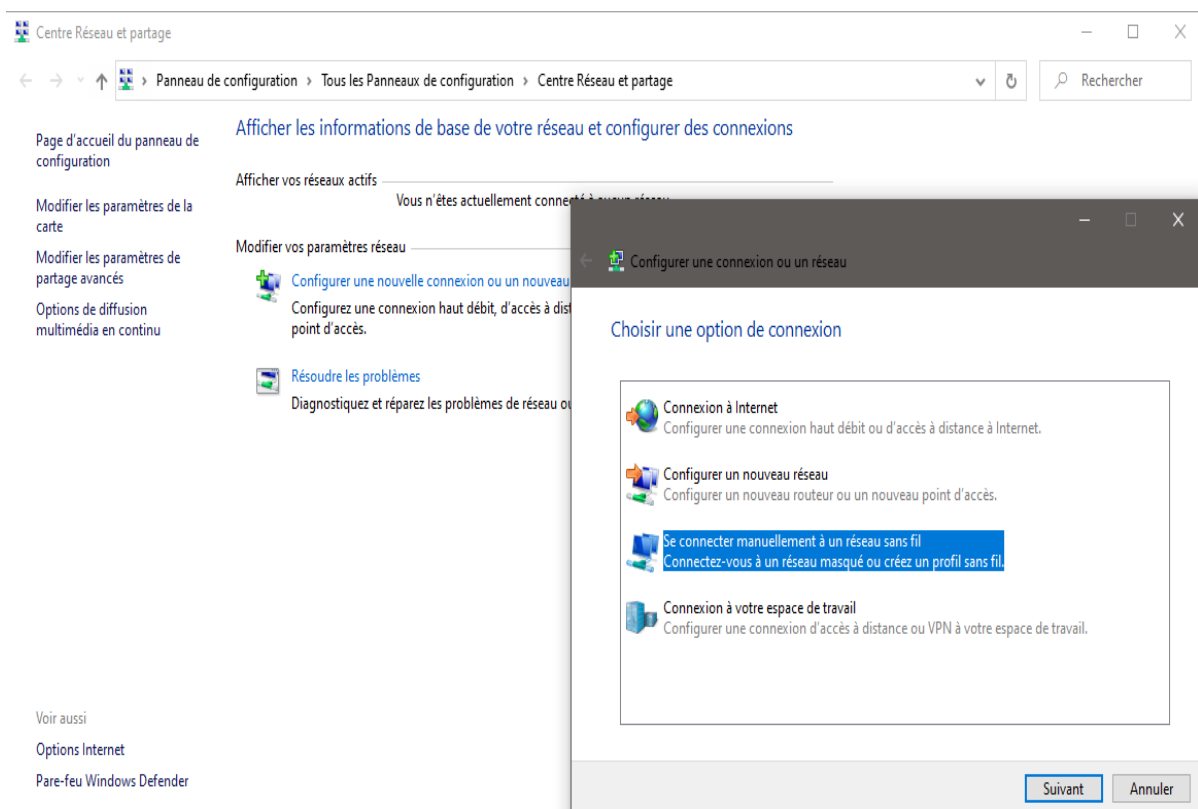 Centre Réseau et partage
Panneau de configuration > Tous les Panneaux de configuration > Centre Réseau et partage
Rechercher
Page d'accueil du panneau de
configuration
Modifier les paramètres de la
carte
Modifier les paramètres de
partage avancés
Options de diffusion
multimédia en continu
Afficher les informations de base de votre réseau et configurer des connexions
Afficher vos réseaux actifs
Vous n'êtes actuellement connecté à aucun réseau
Modifier vos paramètres réseau
Configurer une nouvelle connexion ou un nouveau
Configurez une connexion haut débit, d'accès à dist
point d'accès.
Résoudre les problèmes
Diagnostiquez et réparez les problèmes de réseau ou
Voir aussi
Options Internet
Pare-feu Windows Defender
Configurer une connexion ou un réseau
Choisir une option de connexion
Connexion à Internet
Configurer une connexion haut débit ou d'accès à distance à Internet.
Configurer un nouveau réseau
Configurer un nouveau routeur ou un nouveau point d'accès.
Se connecter manuellement à un réseau sans fil
Connectez-vous à un réseau masqué ou créez un profil sans fil.
Connexion à votre espace de travail
Configurer une connexion d'accès à distance ou VPN à votre espace de travail.
Suivant
Annuler